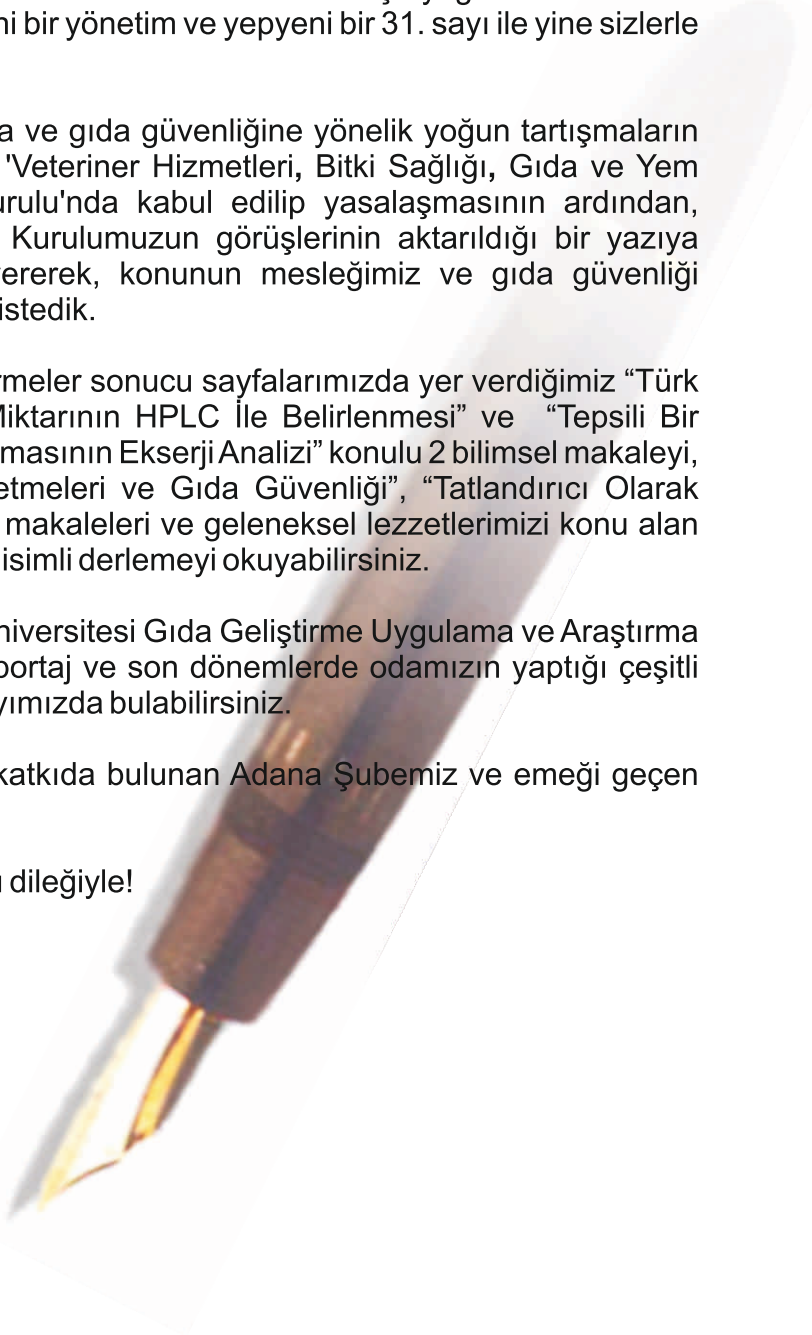 ni bir yönetim ve yepyeni bir 31. sayı ile yine sizlerle
a ve gıda güvenliğine yönelik yoğun tartışmaların
'Veteriner Hizmetleri, Bitki Sağlığı, Gıda ve Yem
urulu'nda kabul edilip yasalaşmasının ardından,
Kurulumuzun görüşlerinin aktarıldığı bir yazıya
vererek, konunun mesleğimiz ve gıda güvenliği
istedik.
rmeler sonucu sayfalarımızda yer verdiğimiz “Türk
Miktarının HPLC İle Belirlenmesi” ve “Tepsili Bir
masının Ekserji Analizi” konulu 2 bilimsel makaleyi,
etmeleri ve Gıda Güvenliği”, “Tatlandırıcı Olarak
makaleleri ve geleneksel lezzetlerimizi konu alan
isimli derlemeyi okuyabilirsiniz.
niversitesi Gıda Geliştirme Uygulama ve Araştırma
portaj ve son dönemlerde odamızın yaptığı çeşitli
yımızda bulabilirsiniz.
katkıda bulunan Adana Şubemiz ve emeği geçen
dileğiyle!